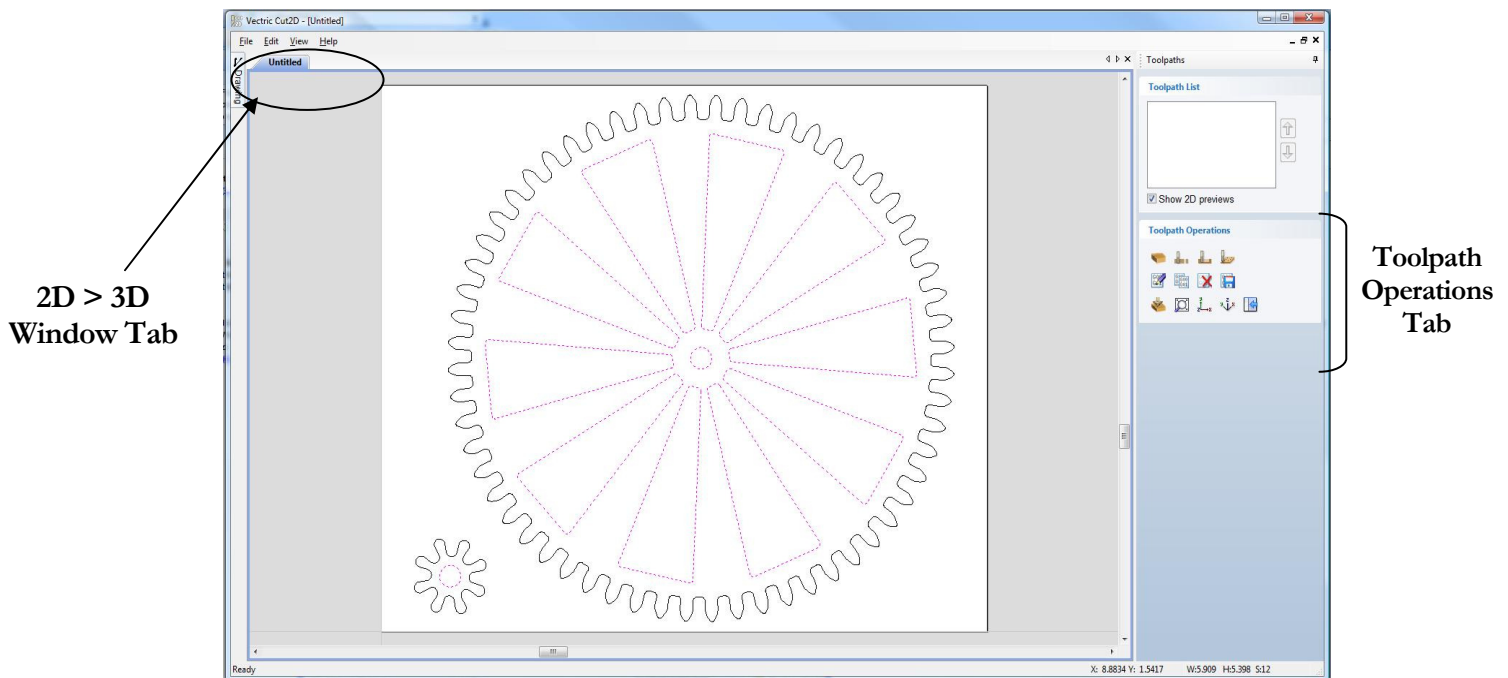 Vectric Cut2D - [Untitled]
File Edit View Help
Drawing
Untitled
Toolpaths
Toolpath List
Show 2D previews
Toolpath Operations
2D > 3D
Window Tab
Toolpath
Operations
Tab
Ready
X: 8.8834 Y: 1.5417 W:5.909 H:5.398 S:12